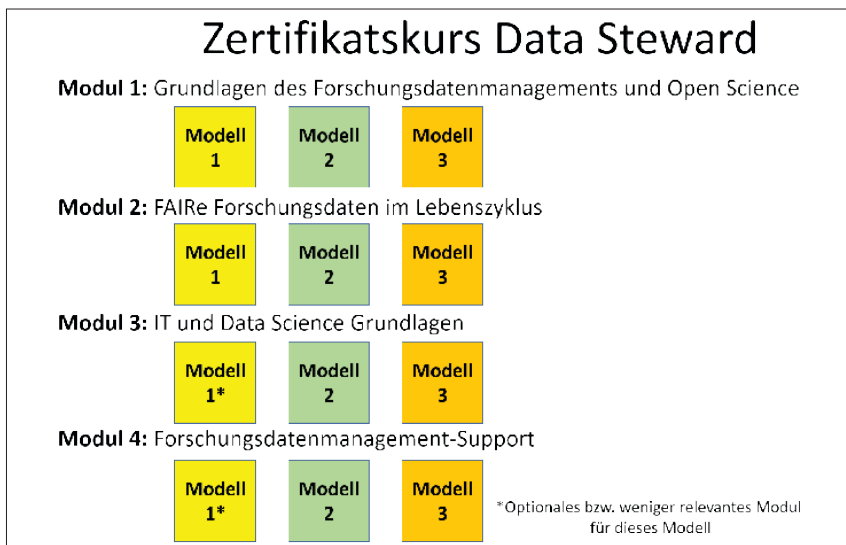 Zertifikatskurs Data Steward
Modul 1: Grundlagen des Forschungsdatenmanagements und Open Science
Modell Modell Modell
1 2 3
Modul 2: FAIRe Forschungsdaten im Lebenszyklus
Modell Modell Modell
1 2 3
Modul 3: IT und Data Science Grundlagen
Modell Modell Modell
1* 2 3
Modul 4: Forschungsdatenmanagement-Support
Modell Modell Modell
1* 2 3
*Optionales bzw. weniger relevantes Modul
für dieses Modell